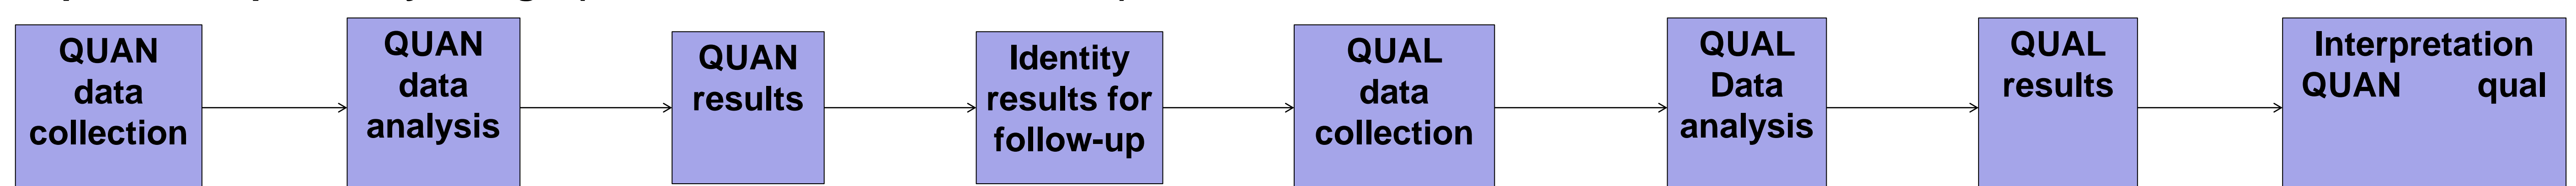 QUAN
data
collection
QUAN
data
analysis
QUAN
results
Identity
results for
follow-up
QUAL
data
collection
QUAL
Data
analysis
QUAL
results
Interpretation
QUAN qual